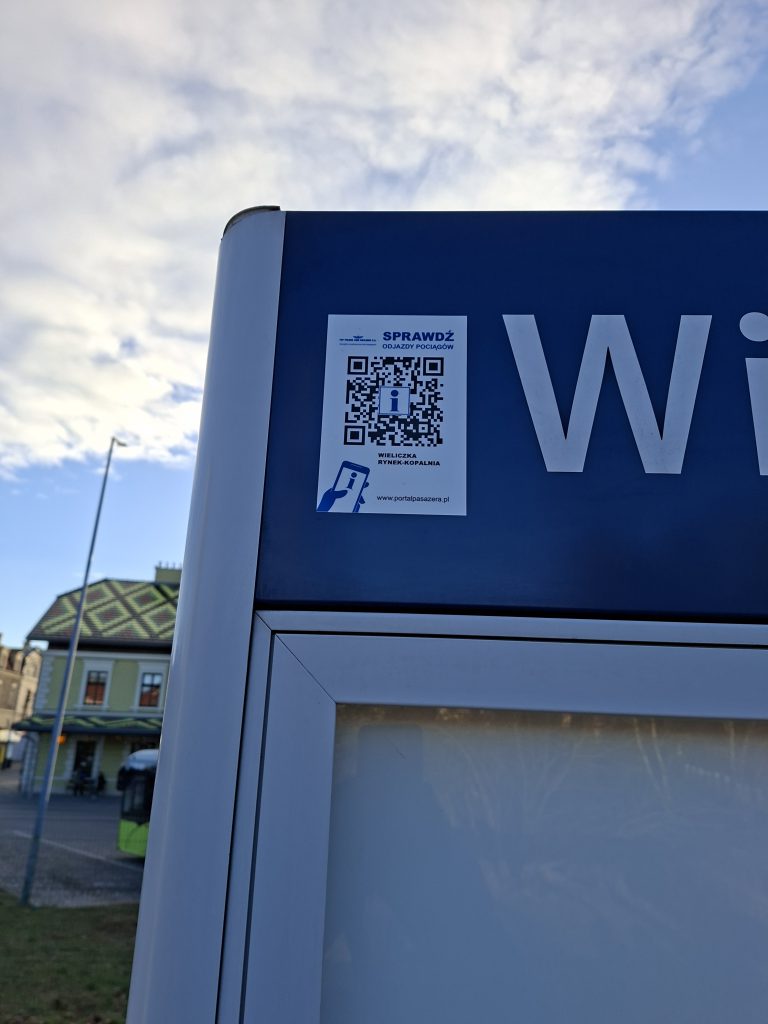 SPRAWDŹ
ODJAZDY POCIĄGÓW
i
WIELICZKA
RYNEK-KOPALNIA
i
www.portalpasazera.pl
Wi